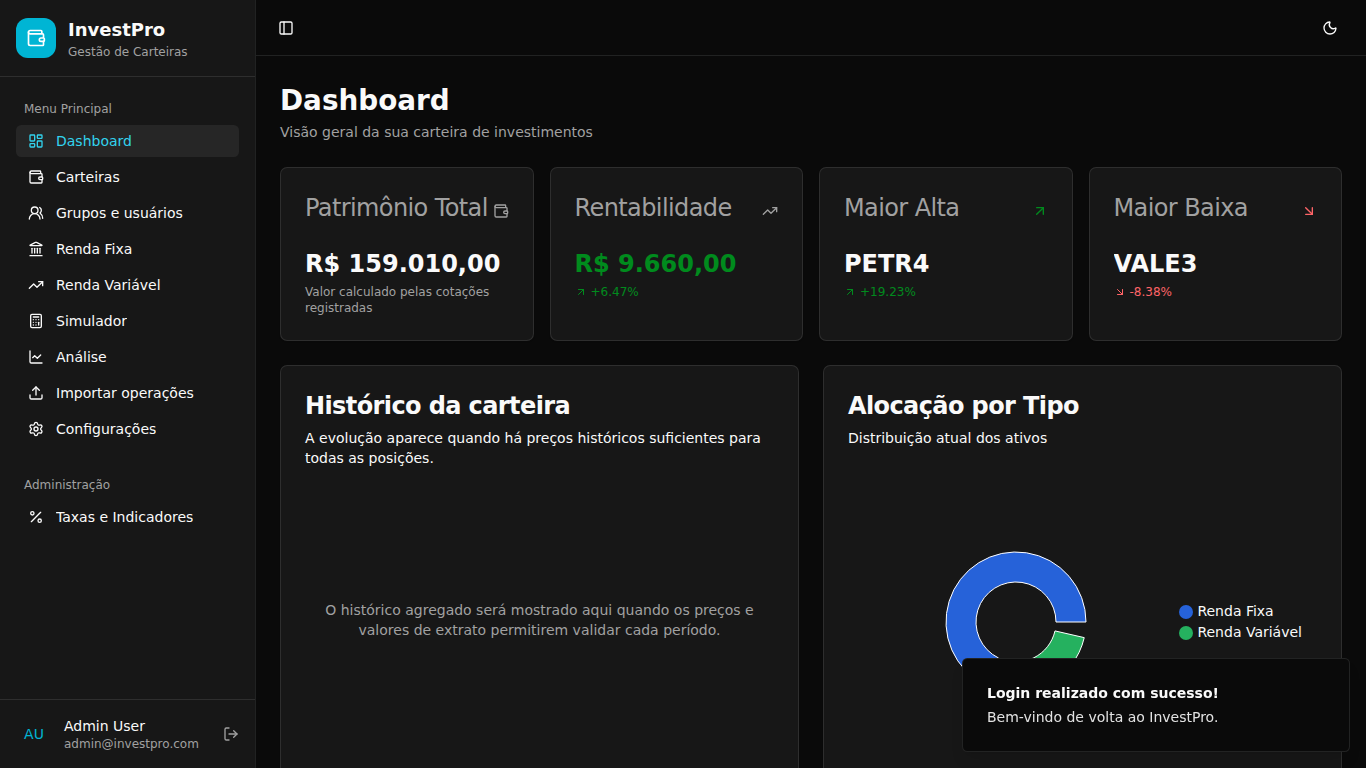 InvestPro
Gestão de Carteiras
Menu Principal
Dashboard
Carteiras
Grupos e usuários
Renda Fixa
Renda Variável
Simulador
Análise
Importar operações
Configurações
Administração
Taxas e Indicadores
AU
Admin User
admin@investpro.com
Dashboard
Visão geral da sua carteira de investimentos
Patrimônio Total
R$ 159.010,00
Valor calculado pelas cotações
registradas
Rentabilidade
R$ 9.660,00
+6.47%
Maior Alta
PETR4
+19.23%
Maior Baixa
VALE3
-8.38%
Histórico da carteira
A evolução aparece quando há preços históricos suficientes para
todas as posições.
O histórico agregado será mostrado aqui quando os preços e
valores de extrato permitirem validar cada período.
Alocação por Tipo
Distribuição atual dos ativos
Renda Fixa
Renda Variável
Login realizado com sucesso!
Bem-vindo de volta ao InvestPro.